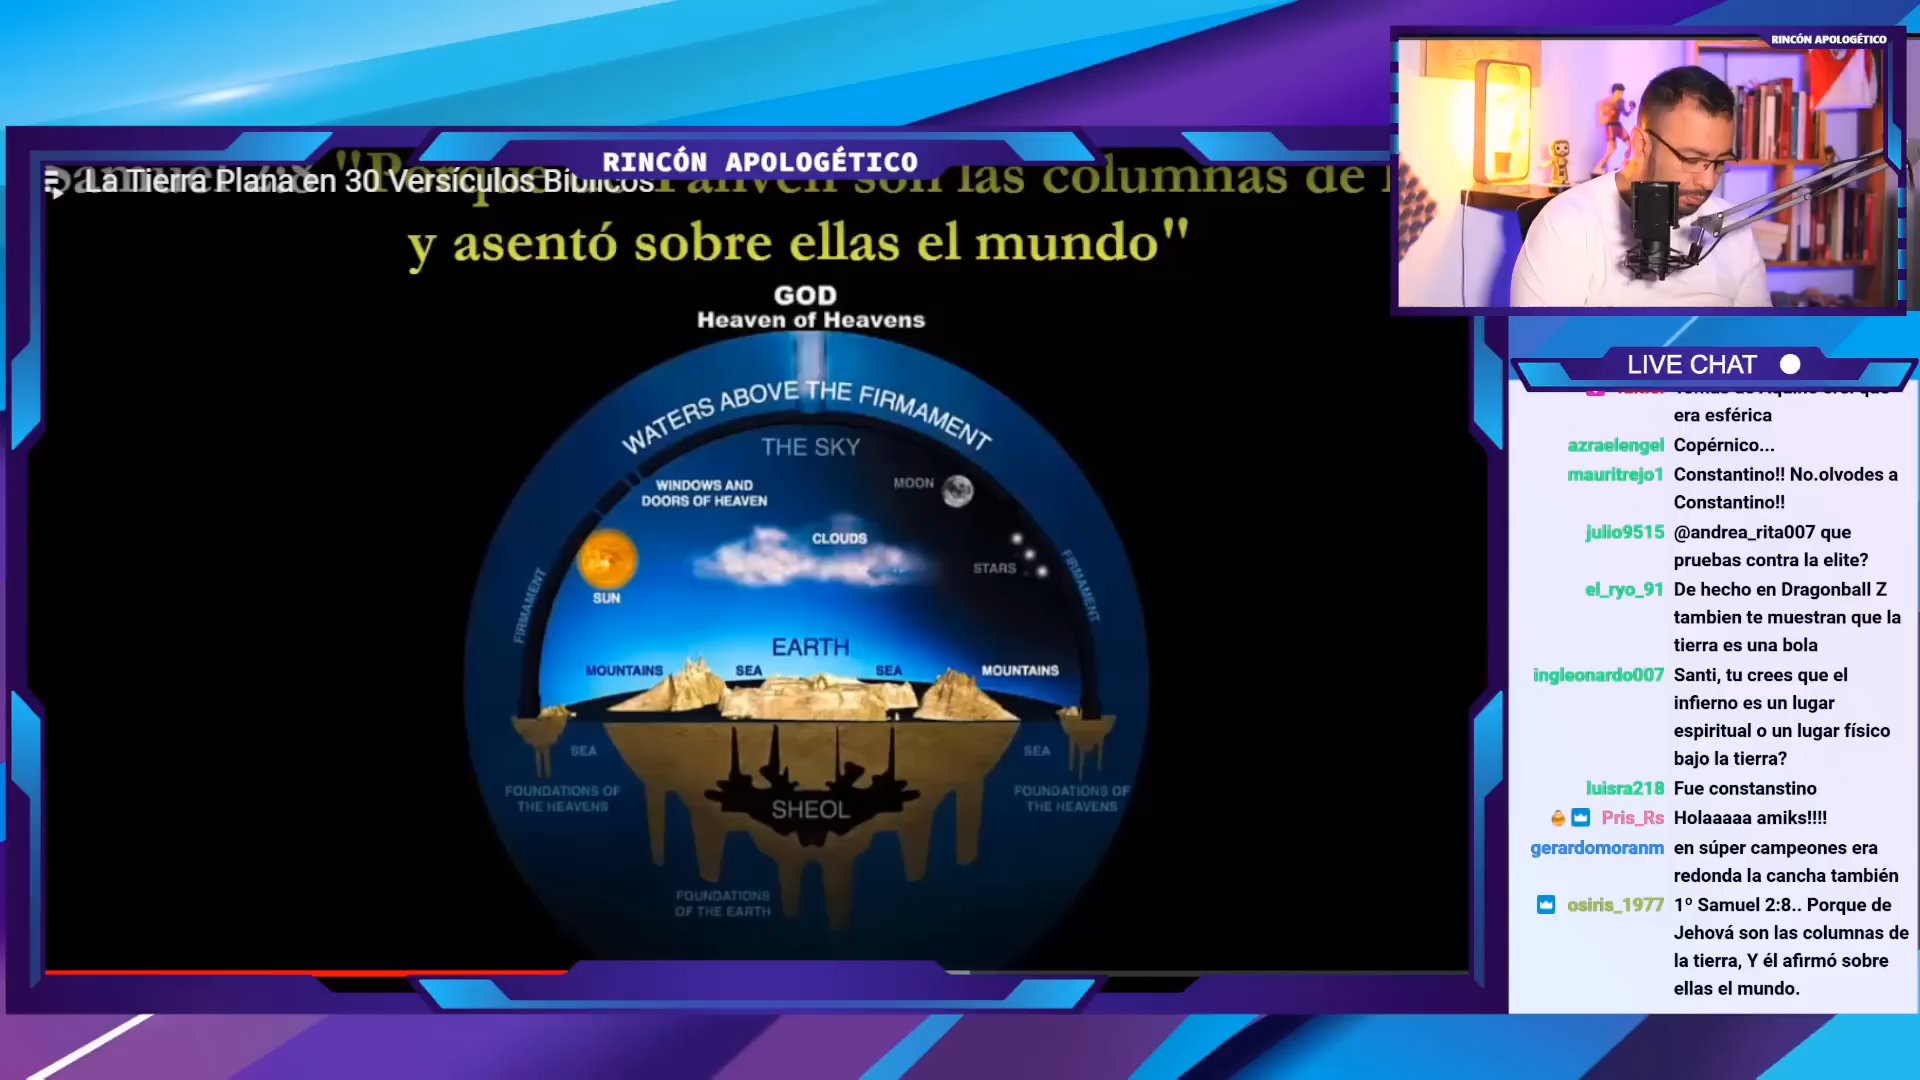 RINCÓN APOLOGÉTICO
RINCÓN APOLOGÉTICO
La Tierra Plana en 30 Versículos Bíblicos
son las columnas de
y asentó sobre ellas el mundo"
GOD
Heaven of Heavens
WATERS ABOVE THE FIRMAMENT
THE SKY
WINDOWS AND
DOORS OF HEAVEN
MOON
CLOUDS
STARS
SUN
FIRMAMENT
FIRMAMENT
EARTH
MOUNTAINS
SEA
SEA
MOUNTAINS
SEA
SEA
FOUNDATIONS OF
THE HEAVENS
FOUNDATIONS OF
THE HEAVENS
SHEOL
FOUNDATIONS
OF THE EARTH
LIVE CHAT
era esférica
azraelengel Copérnico...
mauritrejo1 Constantino!! No.olvodes a
Constantino!!
julio9515 @andrea_rita007 que
pruebas contra la elite?
el_ryo_91 De hecho en Dragonball Z
tambien te muestran que la
tierra es una bola
ingleonardo007 Santi, tu crees que el
infierno es un lugar
espiritual o un lugar físico
bajo la tierra?
luisra218 Fue constanstino
Pris_Rs Holaaaaa amiks!!!!
gerardomoranm en súper campeones era
redonda la cancha también
osiris_1977 1º Samuel 2:8.. Porque de
Jehová son las columnas de
la tierra, Y él afirmó sobre
ellas el mundo.